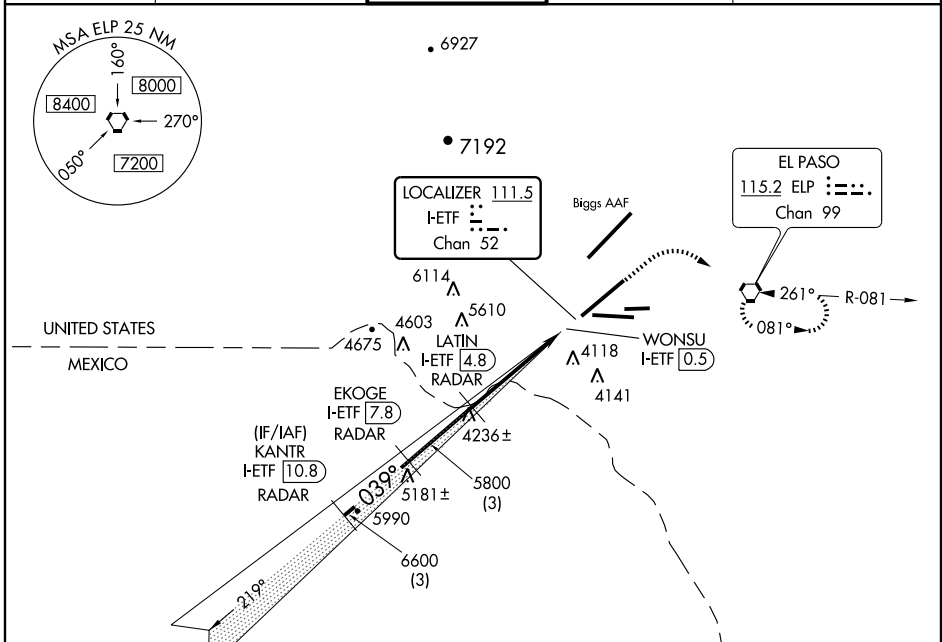 MSA ELP 25 NM
160°
8000
8400
270°
050°
7200
6927
7192
LOCALIZER 111.5
I-ETF
Chan 52
Biggs AAF
EL PASO
115.2 ELP
Chan 99
261°
R-081
081°
6114
5610
4603
4675
UNITED STATES
MEXICO
LATIN
I-ETF 4.8
RADAR
WONSU
I-ETF 0.5
4118
4141
EKOGE
I-ETF 7.8
RADAR
4236±
(IF/IAF)
KANTR
I-ETF 10.8
RADAR
039°
5181±
5800
(3)
5990
6600
(3)
219°